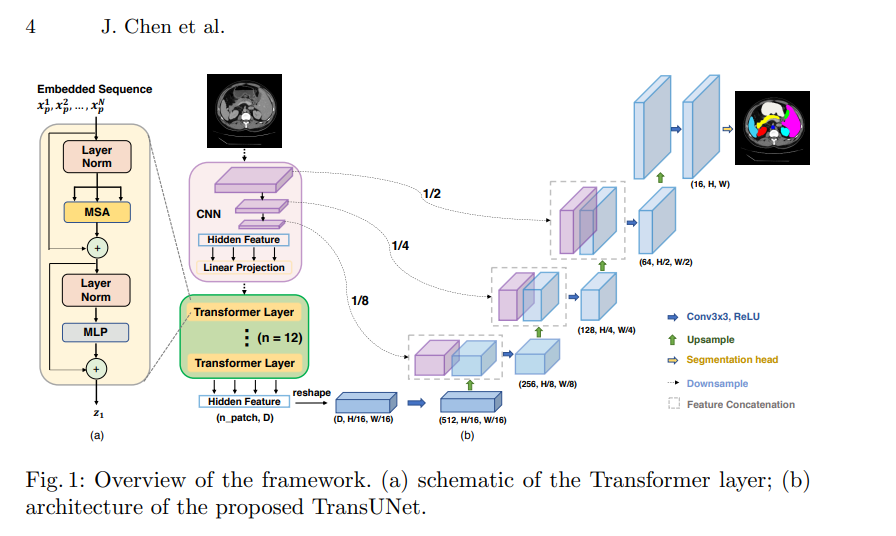 4 J. Chen et al.
Embedded Sequence
x_p^1, x_p^2, ..., x_p^N
Layer
Norm
MSA
+
Layer
Norm
MLP
+
z_1
(a)
CNN
Hidden Feature
Linear Projection
Transformer Layer
(n = 12)
Transformer Layer
Hidden Feature
(n_patch, D)
reshape
(D, H/16, W/16)
(512, H/16, W/16)
(b)
1/2
1/4
1/8
(256, H/8, W/8)
(128, H/4, W/4)
(64, H/2, W/2)
(16, H, W)
Conv3x3, ReLU
Upsample
Segmentation head
Downsample
Feature Concatenation
Fig. 1: Overview of the framework. (a) schematic of the Transformer layer; (b)
architecture of the proposed TransUNet.